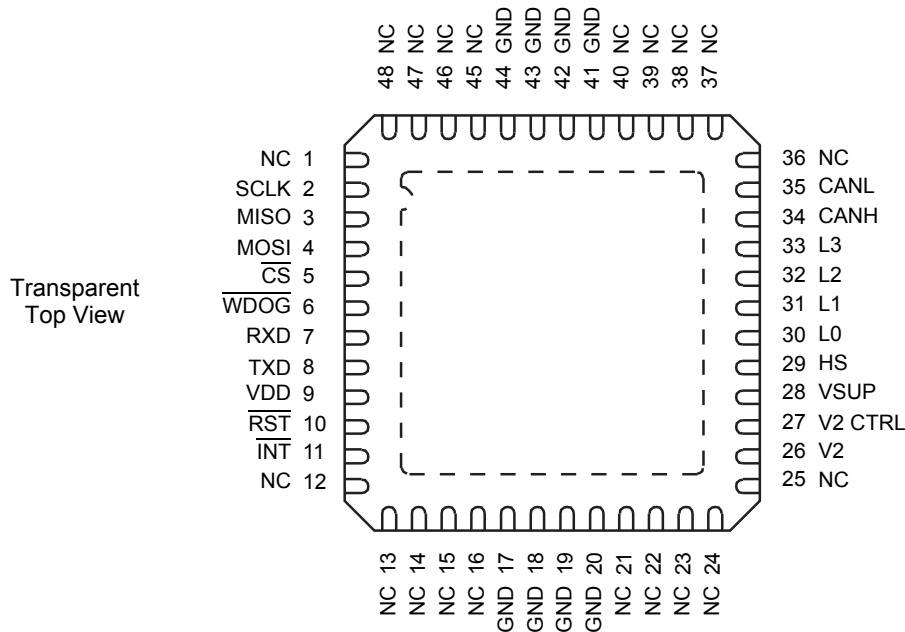 48 NC
47 NC
46 NC
45 NC
44 GND
43 GND
42 GND
41 GND
40 NC
39 NC
38 NC
37 NC
NC 1
SCLK 2
MISO 3
MOSI 4
CS 5
WDOG 6
RXD 7
TXD 8
VDD 9
RST 10
INT 11
NC 12
Transparent
Top View
36 NC
35 CANL
34 CANH
33 L3
32 L2
31 L1
30 L0
29 HS
28 VSUP
27 V2 CTRL
26 V2
25 NC
NC 13
NC 14
NC 15
NC 16
GND 17
GND 18
GND 19
GND 20
NC 21
NC 22
NC 23
NC 24